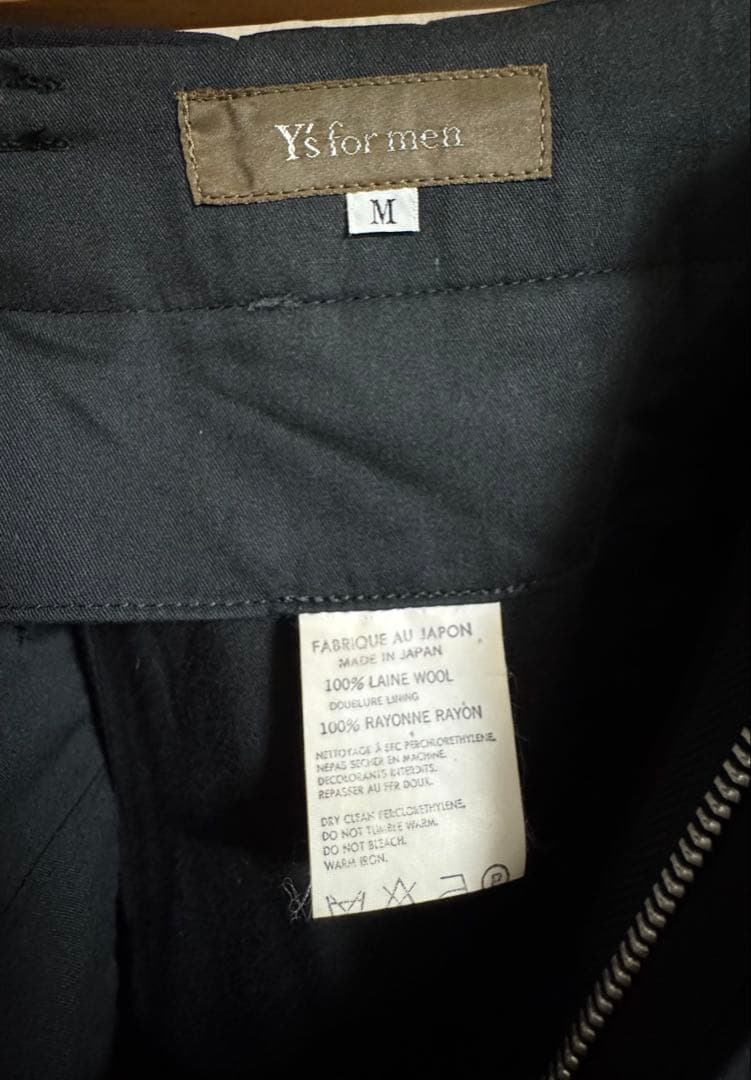 Y's for men
M
FABRIQUE AU JAPON
MADE IN JAPAN
100% LAINE WOOL
DOUBLURE LINING
100% RAYONNE RAYON
NETTOYAGE À SEC PERCHLORETHYLENE.
NEPAS SECHER EN MACHINE.
DECOLORANTS INTERDITS.
REPASSER AU FER DOUX.
DRY CLEAN PERCLORETHYLENE.
DO NOT TUMBLE WARM.
DO NOT BLEACH.
WARM IRON.
P